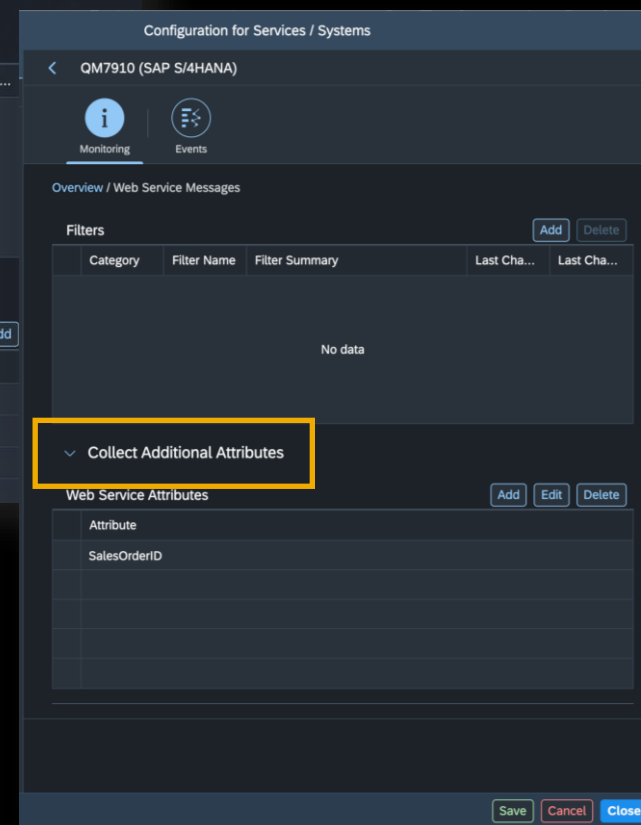 Configuration for Services / Systems
...
QM7910 (SAP S/4HANA)
Monitoring
Events
Overview / Web Service Messages
Filters
Add
Delete
Category
Filter Name
Filter Summary
Last Cha...
Last Cha...
No data
Collect Additional Attributes
Web Service Attributes
Add
Edit
Delete
Attribute
SalesOrderID
Save
Cancel
Close